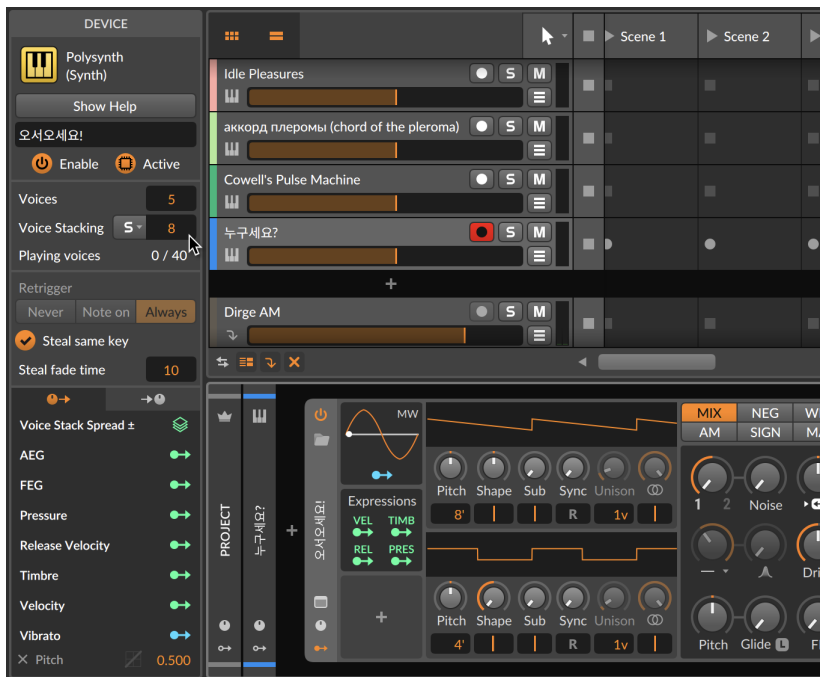 DEVICE
Polysynth
(Synth)
Show Help
오서오세요!
Enable
Active
Voices 5
Voice Stacking S 8
Playing voices 0 / 40
Retrigger
Never Note on Always
Steal same key
Steal fade time 10
Voice Stack Spread ±
AEG
FEG
Pressure
Release Velocity
Timbre
Velocity
Vibrato
Pitch 0.500
Scene 1 Scene 2
Idle Pleasures S M
аккорд плеромы (chord of the pleroma) S M
Cowell's Pulse Machine S M
누구세요? S M
Dirge AM S M
PROJECT
누구세요?
오서오세요!
MW
Expressions
VEL TIMB
REL PRES
Pitch Shape Sub Sync Unison
8' R 1v
Pitch Shape Sub Sync Unison
4' R 1v
MIX NEG
AM SIGN
1 2 Noise
Pitch Glide L